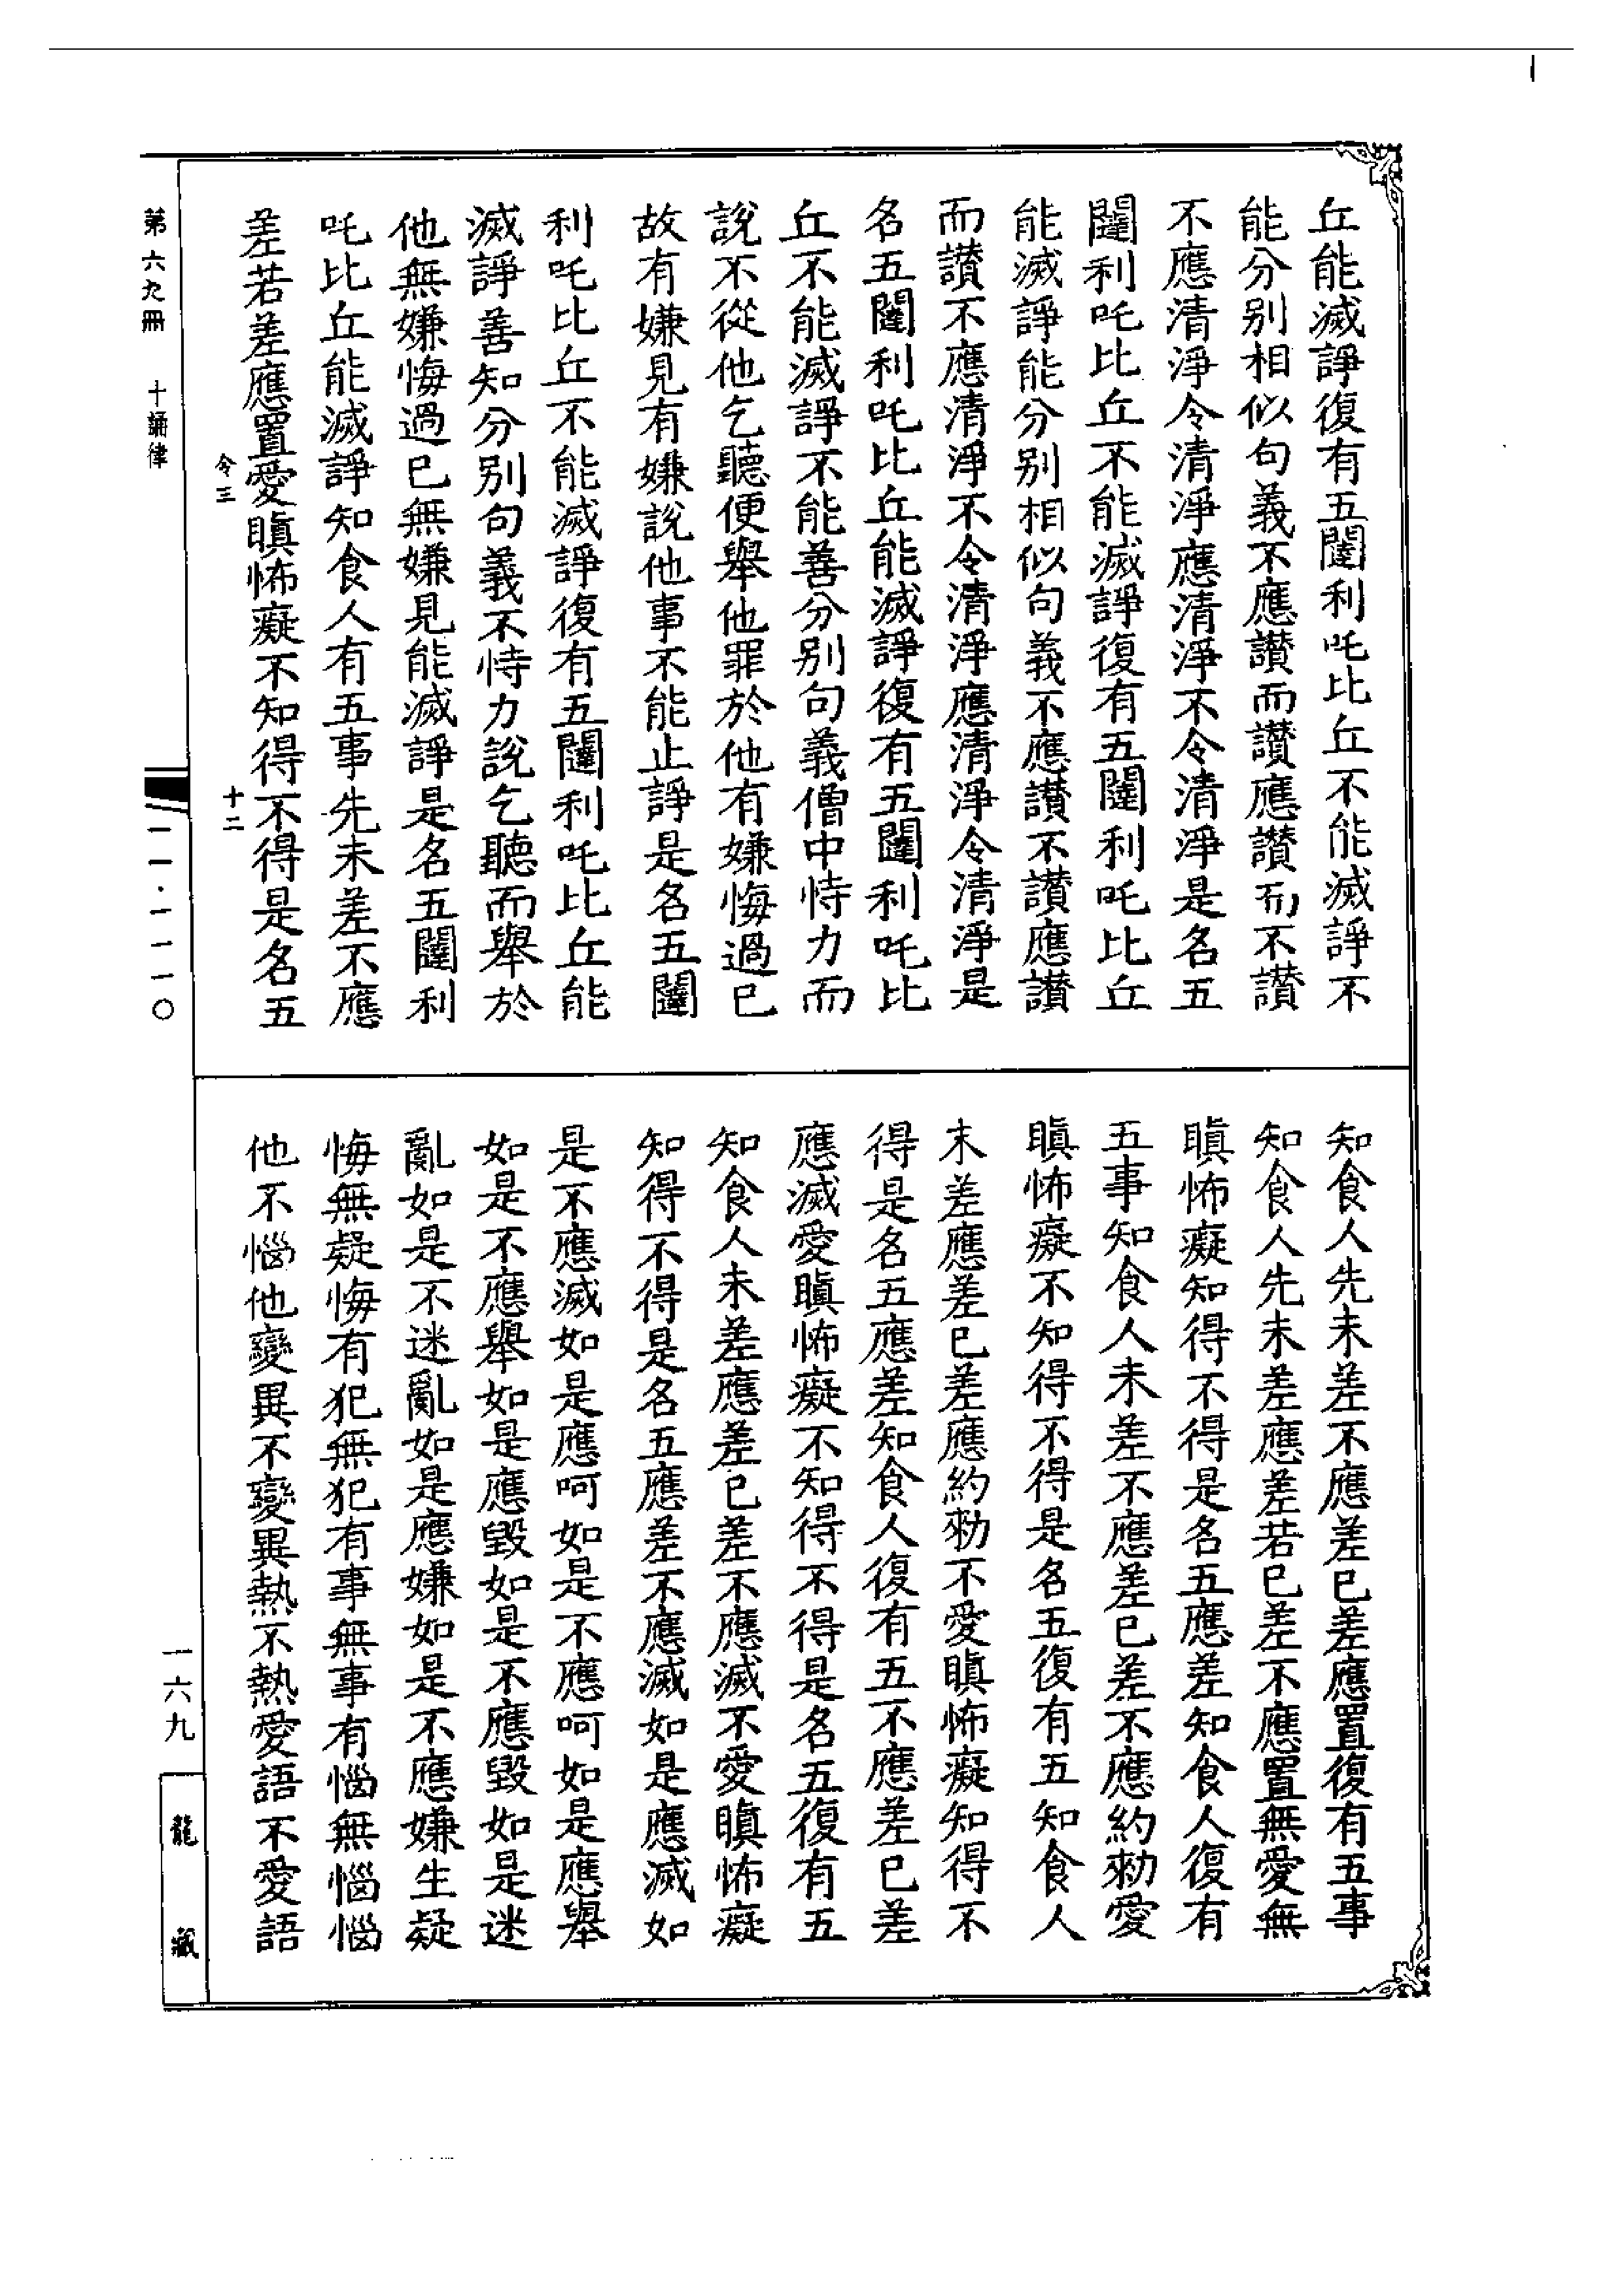 丘能滅諍復有五闥利吒比丘不能滅諍不
能分別相似句義不應讃而讃應讃而不讃
不應清淨令清淨應清淨不令清淨是名五
闥利吒比丘不能滅諍復有五闥利吒比丘
能滅諍能分別相似句義不應讃不讃應讃
而讃不應清淨不令清淨應清淨令清淨是
名五闥利吒比丘能滅諍復有五闥利吒比
丘不能滅諍不能善分別句義僧中恃力而
說不從他乞聽便舉他罪於他有嫌悔過已
故有嫌見有嫌說他事不能止諍是名五闥
利吒比丘不能滅諍復有五闥利吒比丘能
滅諍善知分別句義不恃力說乞聽而舉於
他無嫌悔過已無嫌見能滅諍是名五闥利
吒比丘能滅諍知食人有五事先未差不應
差若差應置愛瞋怖癡不知得不得是名五
知食人先未差不應差已差應置復有五事
知食人先未差應差若已差不應置無愛無
瞋怖癡知得不得是名五應差知食人復有
五事知食人未差不應差已差不應約勑愛
瞋怖癡不知得不得是名五復有五知食人
未差應差已差應約勑不愛瞋怖癡知得不
得是名五應差知食人復有五不應差已差
應滅愛瞋怖癡不知得不得是名五復有五
知食人未差應差已差不應滅不愛瞋怖癡
知得不得是名五應差不應滅如是應滅如
是不應滅如是應呵如是不應呵如是應舉
如是不應舉如是應毀如是不應毀如是迷
亂如是不迷亂如是應嫌如是不應嫌生疑
悔無疑悔有犯無犯有事無事有惱無惱惱
他不惱他變異不變異熱不熱愛語不愛語
令三
十二
第六九冊 十誦律
一一·一一一〇
一六九
龍藏